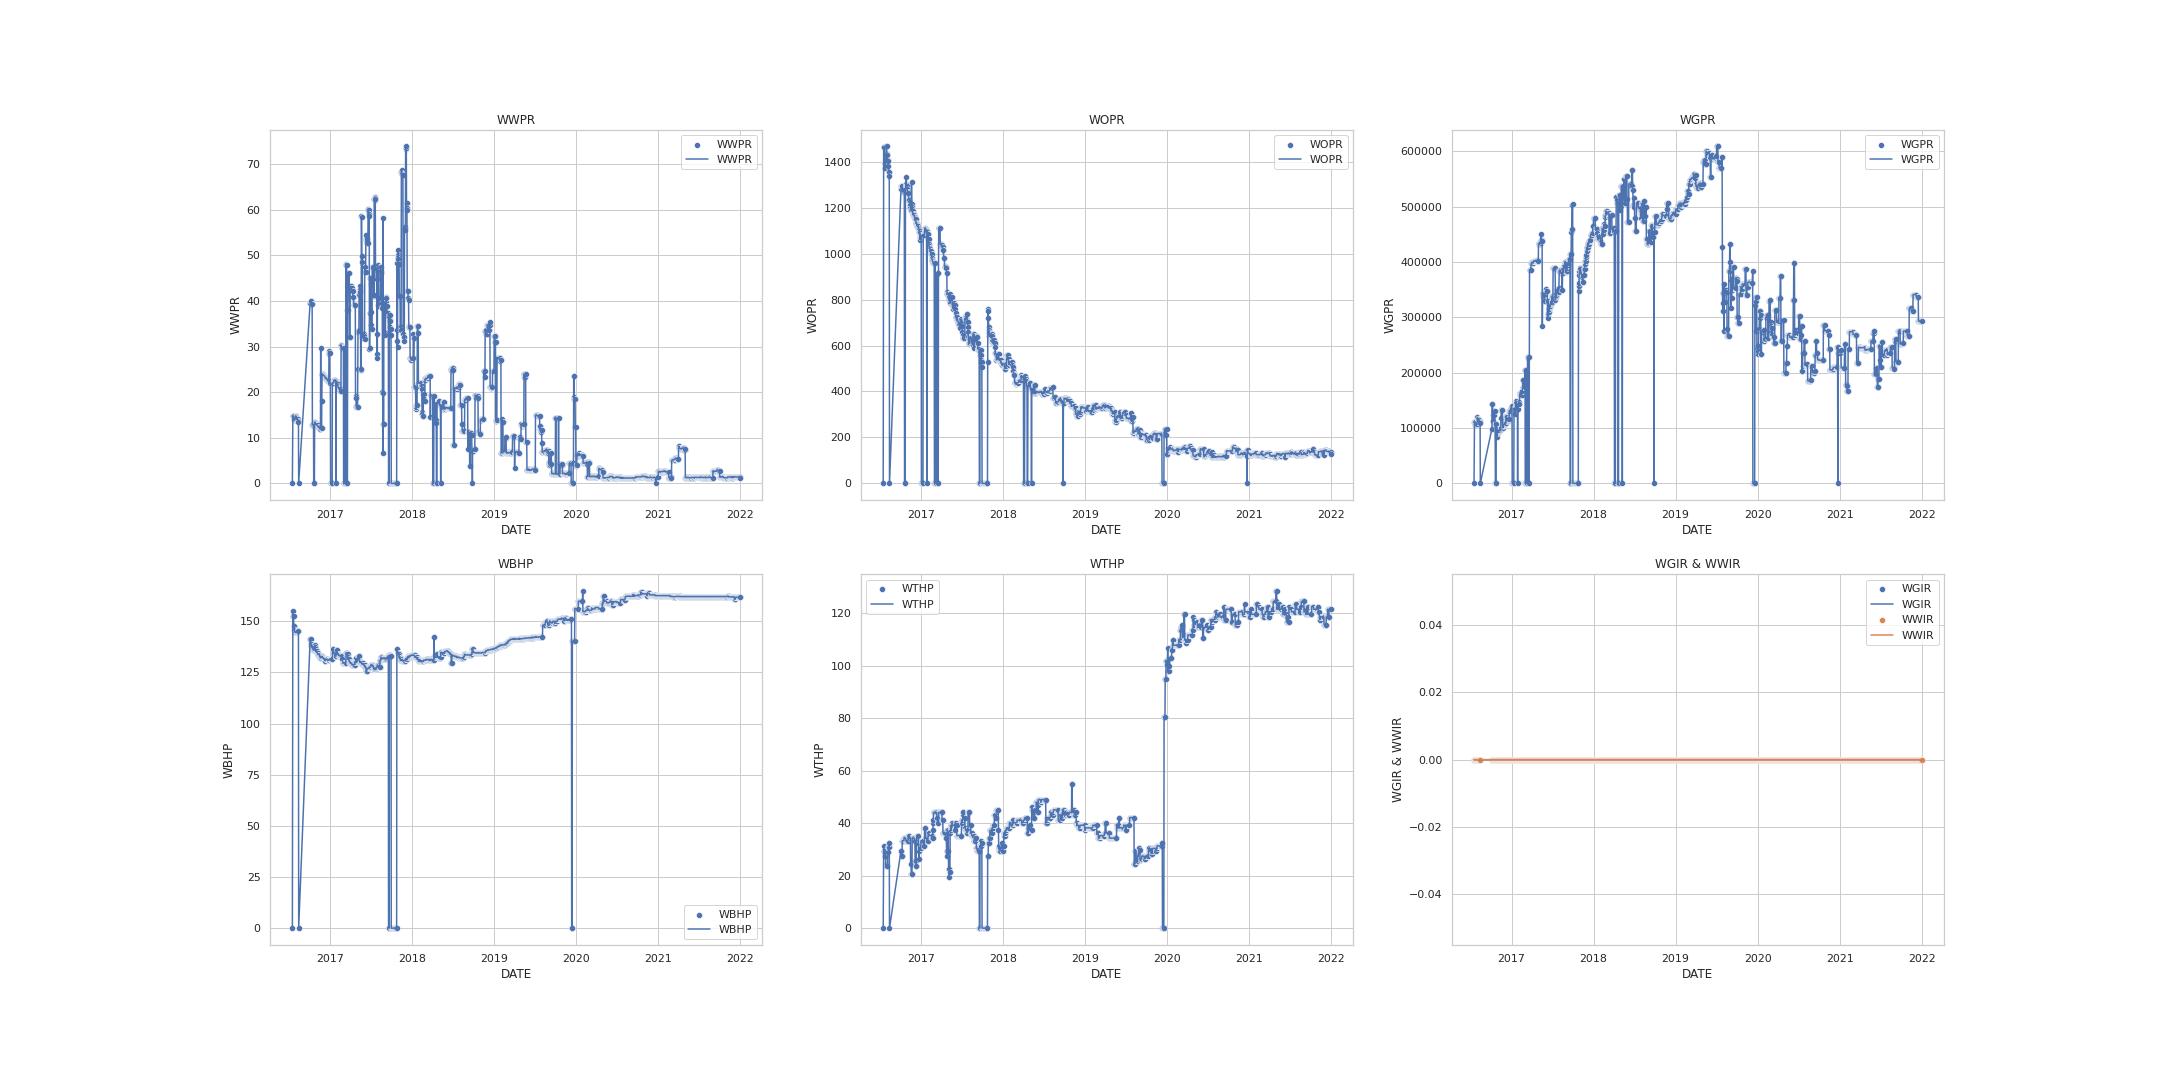 WWPR
WWPR
WWPR
70
60
50
40
30
20
10
0
WWPR
2017 2018 2019 2020 2021 2022
DATE
WOPR
WOPR
WOPR
1400
1200
1000
800
600
400
200
0
WOPR
2017 2018 2019 2020 2021 2022
DATE
WGPR
WGPR
WGPR
600000
500000
400000
300000
200000
100000
0
WGPR
2017 2018 2019 2020 2021 2022
DATE
WBHP
150
125
100
75
50
25
0
WBHP
WBHP
WBHP
2017 2018 2019 2020 2021 2022
DATE
WTHP
WTHP
WTHP
120
100
80
60
40
20
0
WTHP
2017 2018 2019 2020 2021 2022
DATE
WGIR & WWIR
WGIR
WGIR
WWIR
WWIR
0.04
0.02
0.00
−0.02
−0.04
WGIR & WWIR
2017 2018 2019 2020 2021 2022
DATE